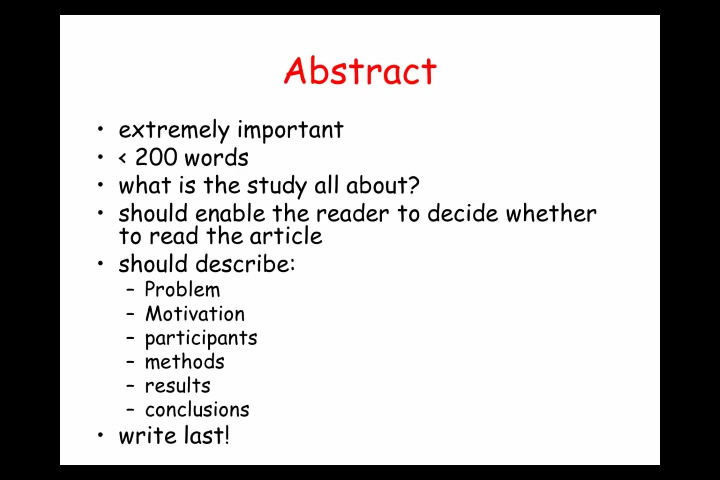 Abstract
• extremely important
• < 200 words
• what is the study all about?
• should enable the reader to decide whether
to read the article
• should describe:
– Problem
– Motivation
– participants
– methods
– results
– conclusions
• write last!